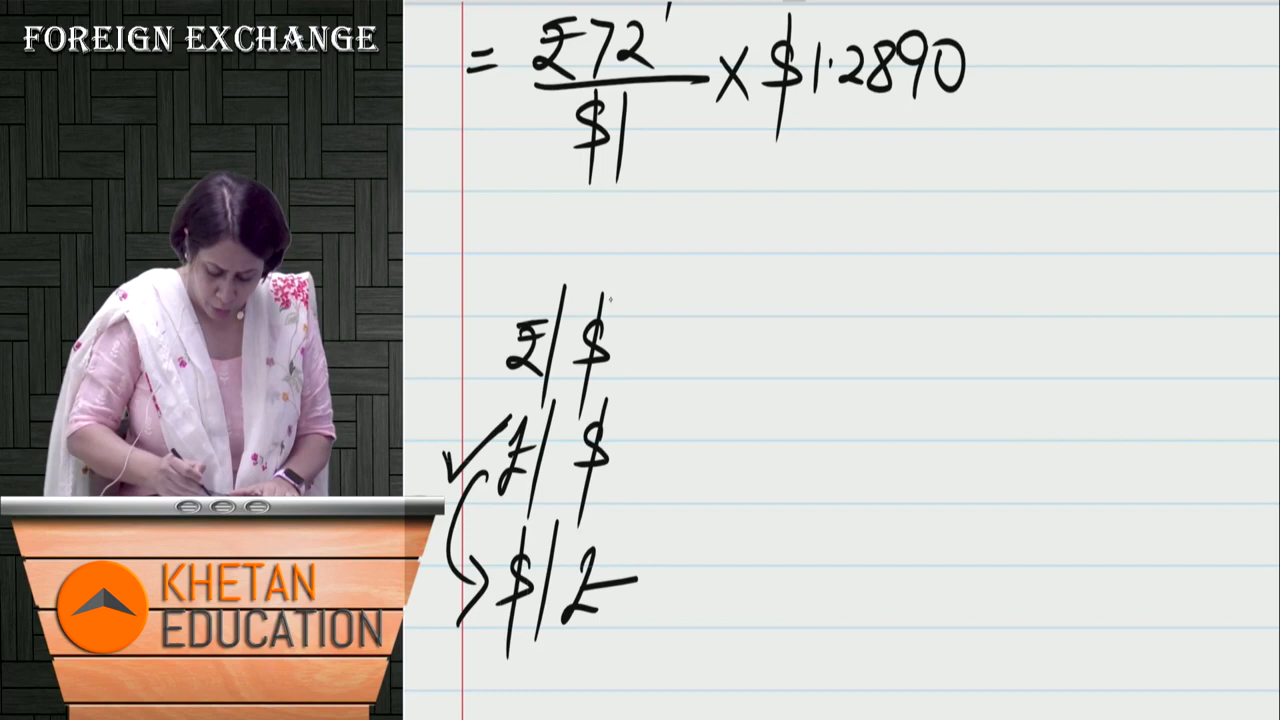 FOREIGN EXCHANGE
= ₹72 / $1 × $1.2890
₹/$
£/$
$/£
KHETAN
EDUCATION